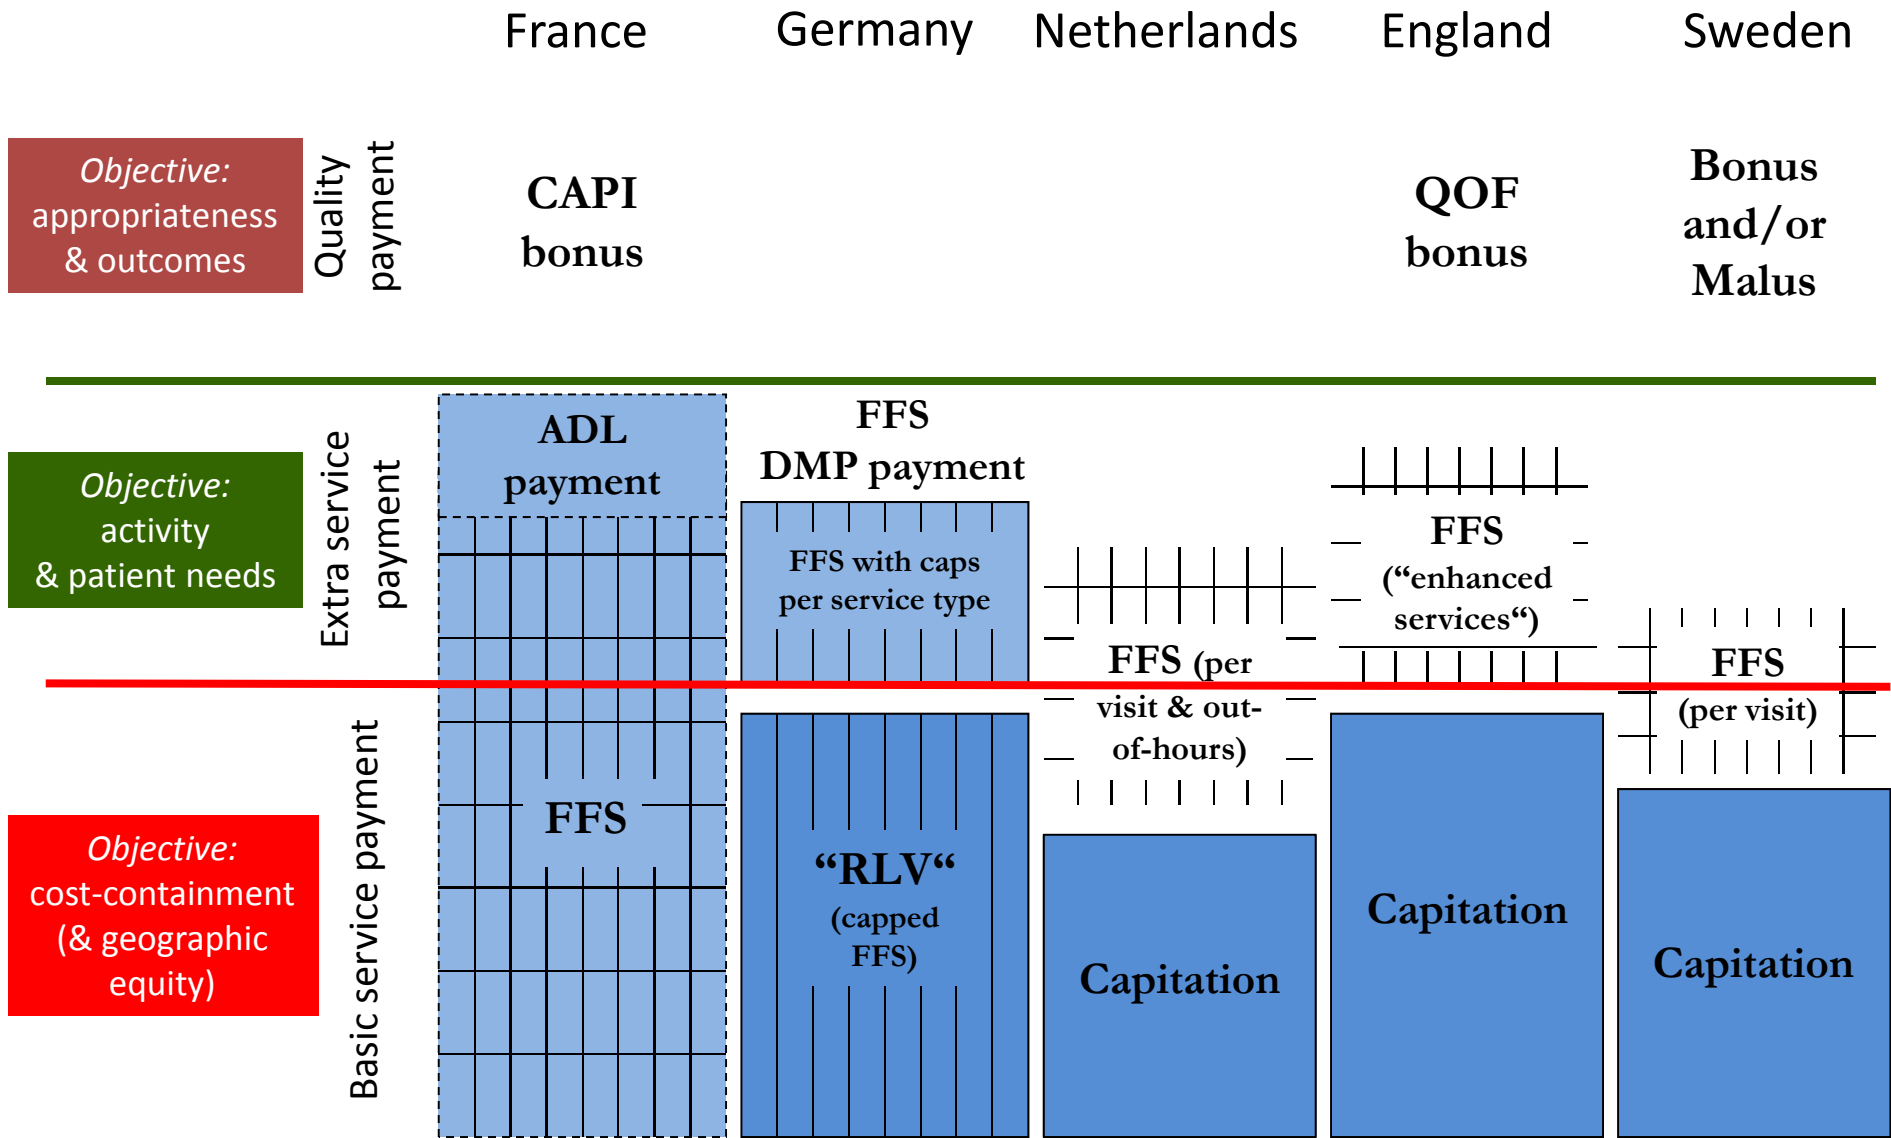 France
Germany
Netherlands
England
Sweden
Objective:
appropriateness
& outcomes
Quality
payment
CAPI
bonus
QOF
bonus
Bonus
and/or
Malus
Objective:
activity
& patient needs
Extra service
payment
ADL
payment
FFS
DMP payment
FFS with caps
per service type
FFS (per
visit & out-
of-hours)
FFS
(“enhanced
services“)
FFS
(per visit)
Objective:
cost-containment
(& geographic
equity)
Basic service payment
FFS
“RLV“
(capped
FFS)
Capitation
Capitation
Capitation